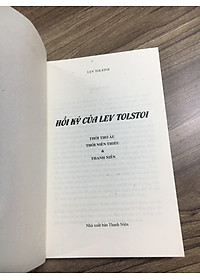 LEV TOLSTOI
HỒI KÝ CỦA LEV TOLSTOI
THỜI THƠ ẤU
THỜI NIÊN THIẾU
&
THANH NIÊN
Nhà xuất bản Thanh Niên